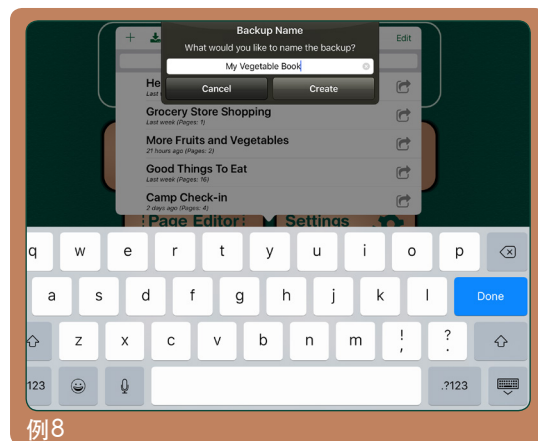 Backup Name
What would you like to name the backup?
Edit
My Vegetable Book
Cancel
Create
Grocery Store Shopping
Last week (Pages: 1)
More Fruits and Vegetables
21 hours ago (Pages: 2)
Good Things To Eat
Last week (Pages: 16)
Camp Check-in
2 days ago (Pages: 4)
Page Editor
Settings
q w e r t y u i o p
a s d f g h j k l Done
z x c v b n m ! , ? .
123 .?123
例8